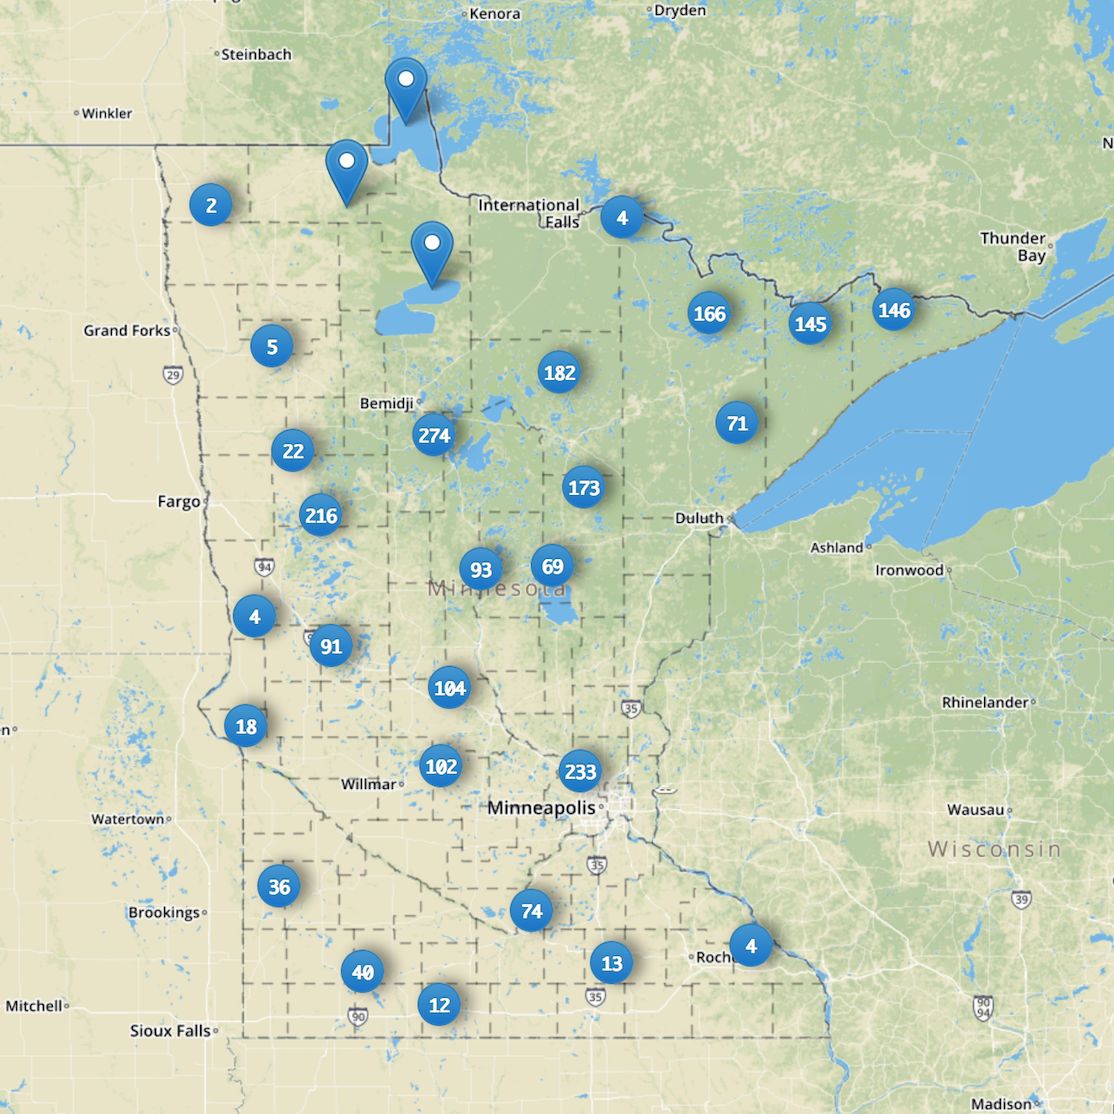 Kenora
Dryden
Steinbach
Winkler
N
2
International
Falls
4
Thunder
Bay
166
145
146
Grand Forks
5
29
182
Bemidji
274
71
22
173
Fargo
216
Duluth
Ashland
94
93
69
Ironwood
Minnesota
4
91
104
Rhinelander
35
18
n
102
233
Willmar
Minneapolis
Wausau
Watertown
Wisconsin
35
36
39
74
Brookings
4
Roche
13
40
12
35
90
90
94
Mitchell
Sioux Falls
Madison